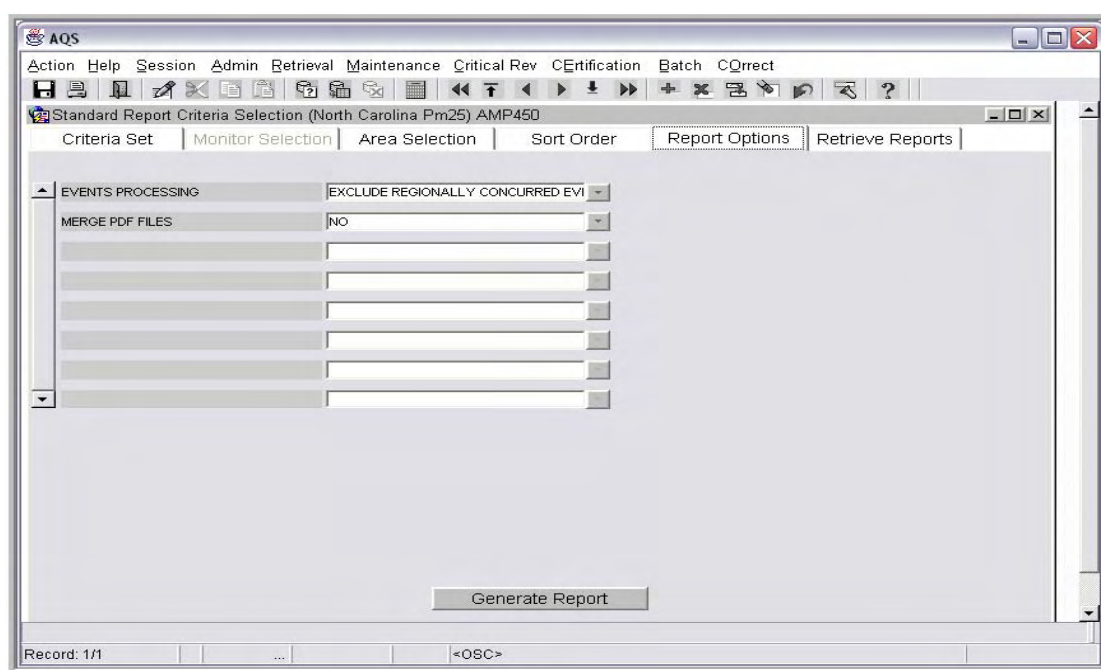 AQS
Action Help Session Admin Retrieval Maintenance Critical Rev CErtification Batch COrrect
Standard Report Criteria Selection (North Carolina Pm25) AMP450
Criteria Set Monitor Selection Area Selection Sort Order Report Options Retrieve Reports
EVENTS PROCESSING EXCLUDE REGIONALLY CONCURRED EVI
MERGE PDF FILES NO
Generate Report
Record: 1/1 ... <OSC>